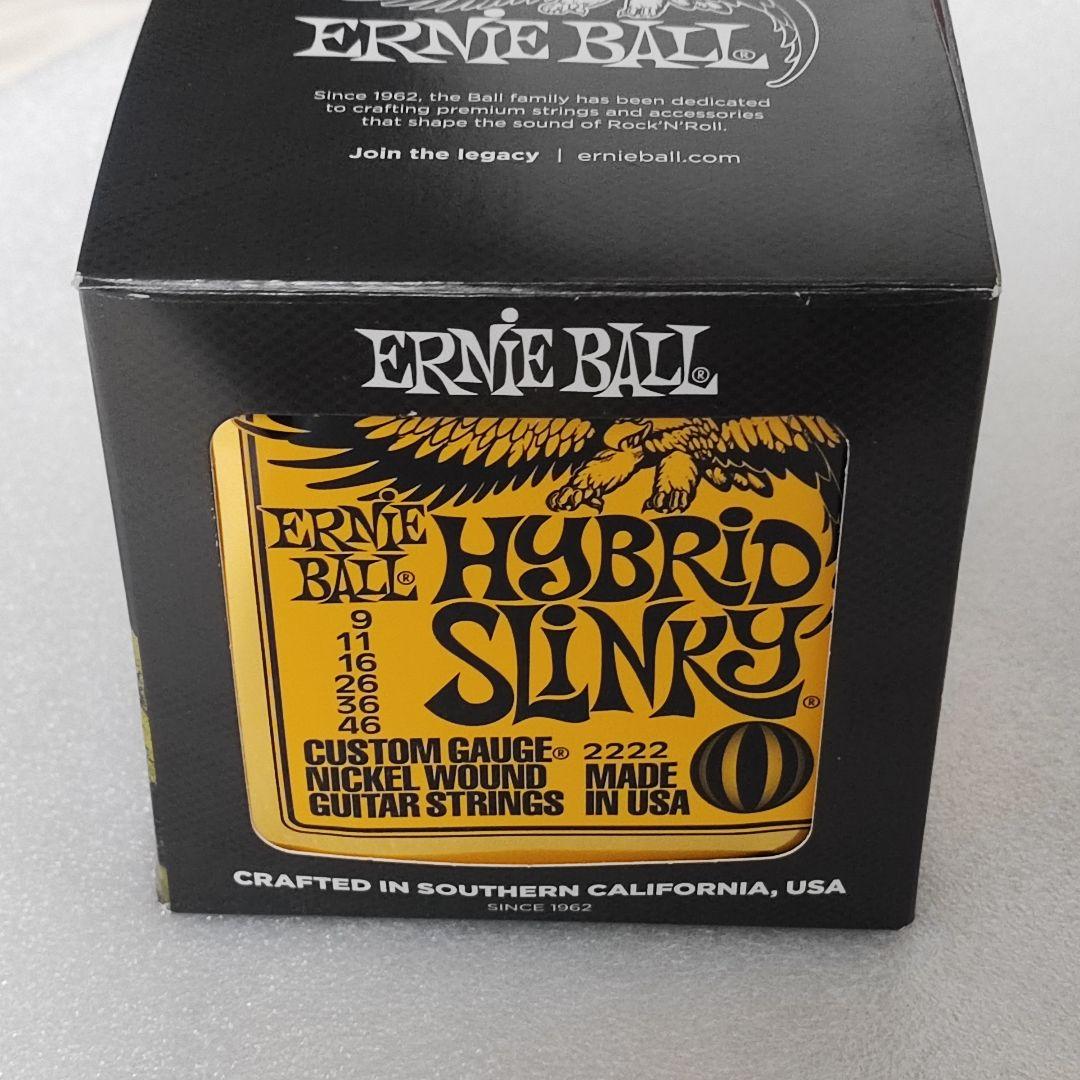 ERNIE BALL®
Since 1962, the Ball family has been dedicated
to crafting premium strings and accessories
that shape the sound of Rock'N'Roll.
Join the legacy | ernieball.com
ERNIE BALL®
ERNIE
BALL®
HYBRID
SLINKY®
9
11
16
26
36
46
CUSTOM GAUGE®
NICKEL WOUND
GUITAR STRINGS
2222
MADE
IN USA
CRAFTED IN SOUTHERN CALIFORNIA, USA
SINCE 1962